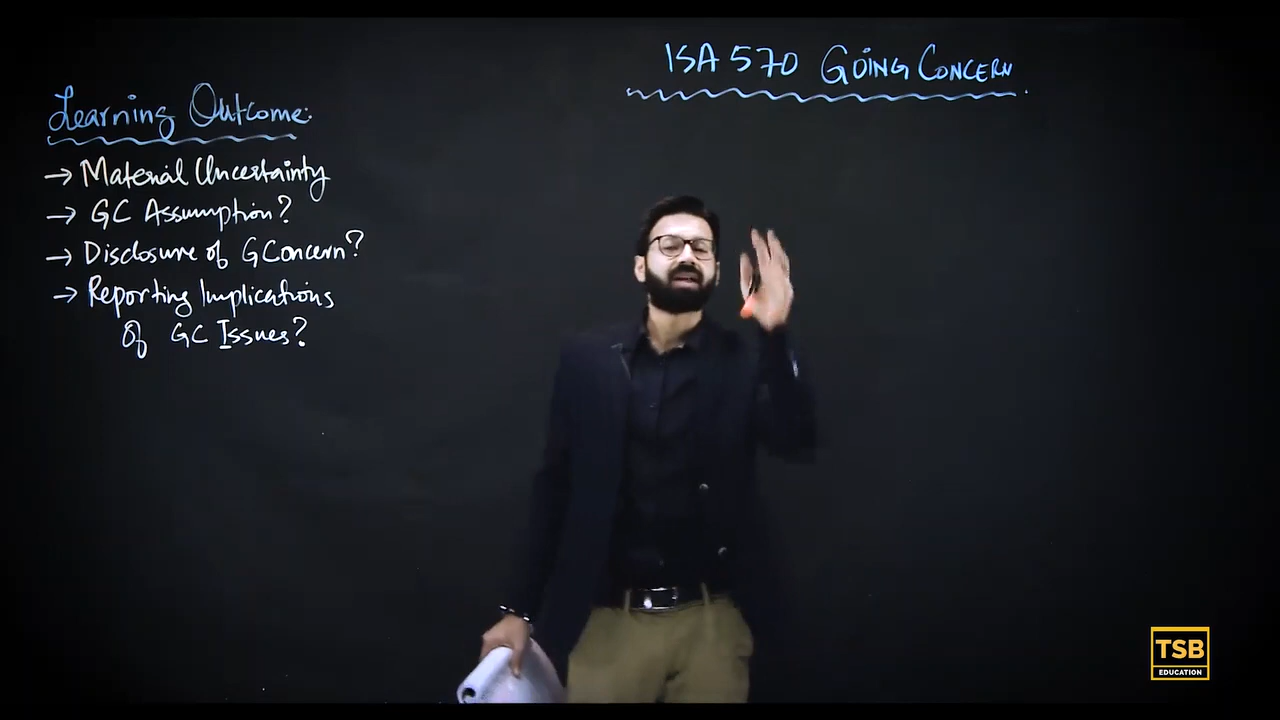 ISA 570 GOING CONCERN
Learning Outcome:
→ Material Uncertainty
→ GC Assumption?
→ Disclosure of GConcern?
→ Reporting Implications
of GC Issues?
TSB
EDUCATION